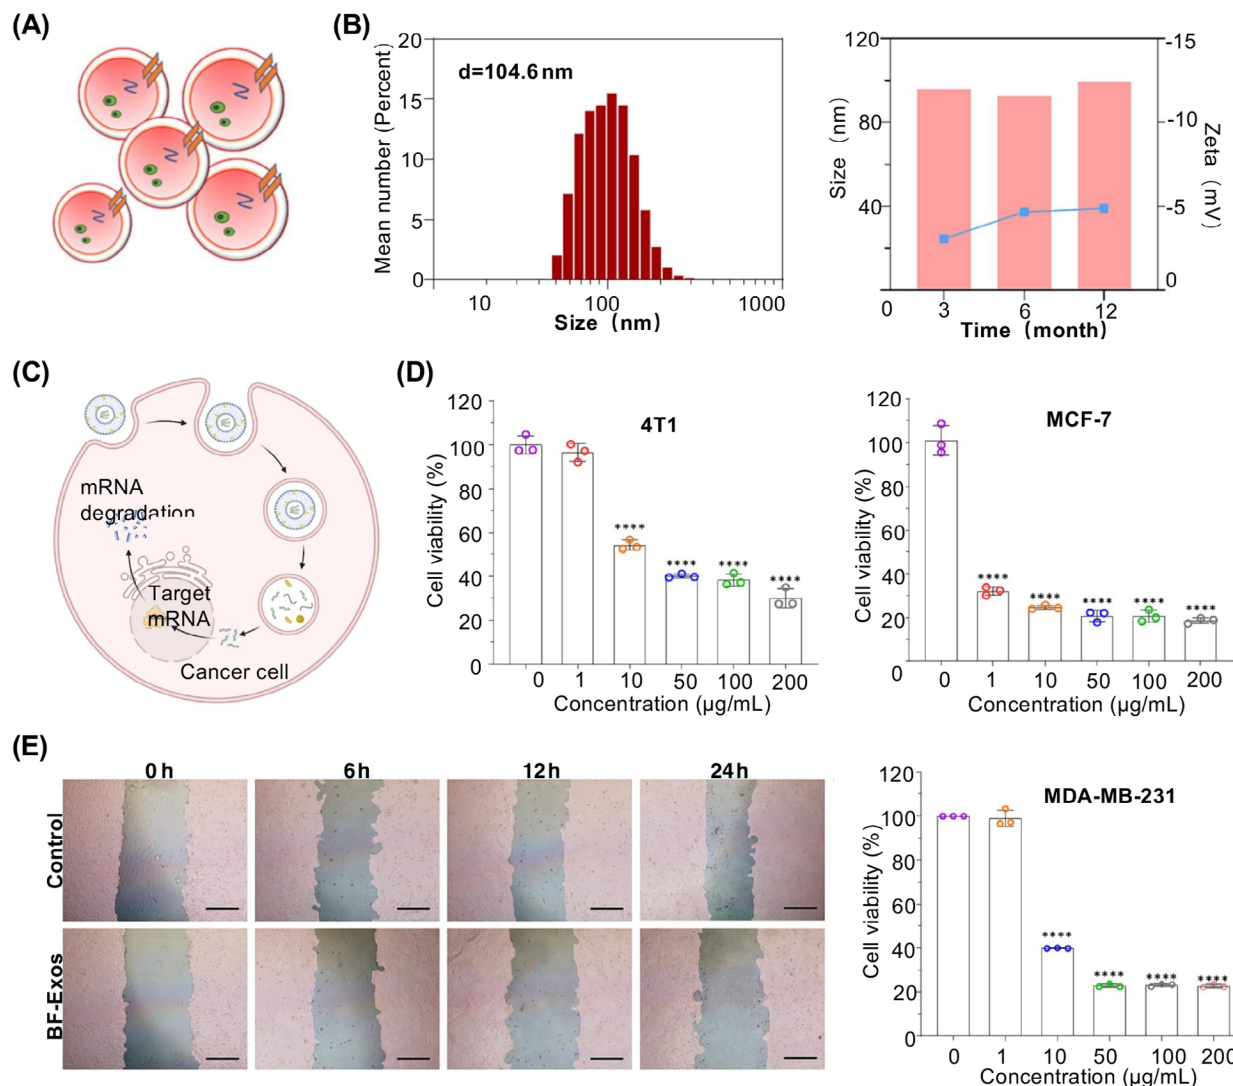 (A)
(B)
20
15
10
5
0
Mean number (Percent)
d=104.6 nm
10
100
1000
Size (nm)
120
80
40
0
Size (nm)
-15
-10
-5
0
Zeta (mV)
3
6
12
Time (month)
(C)
mRNA
degradation
Target
mRNA
Cancer cell
(D)
120
100
80
60
40
20
0
Cell viability (%)
4T1
****
****
****
****
0
1
10
50
100
200
Concentration (µg/mL)
120
100
80
60
40
20
0
Cell viability (%)
MCF-7
****
****
****
****
****
0
1
10
50
100
200
Concentration (µg/mL)
(E)
0 h
6h
12h
24h
Control
BF-Exos
120
100
80
60
40
20
0
Cell viability (%)
MDA-MB-231
****
****
****
****
0
1
10
50
100
200
Concentration (µg/mL)